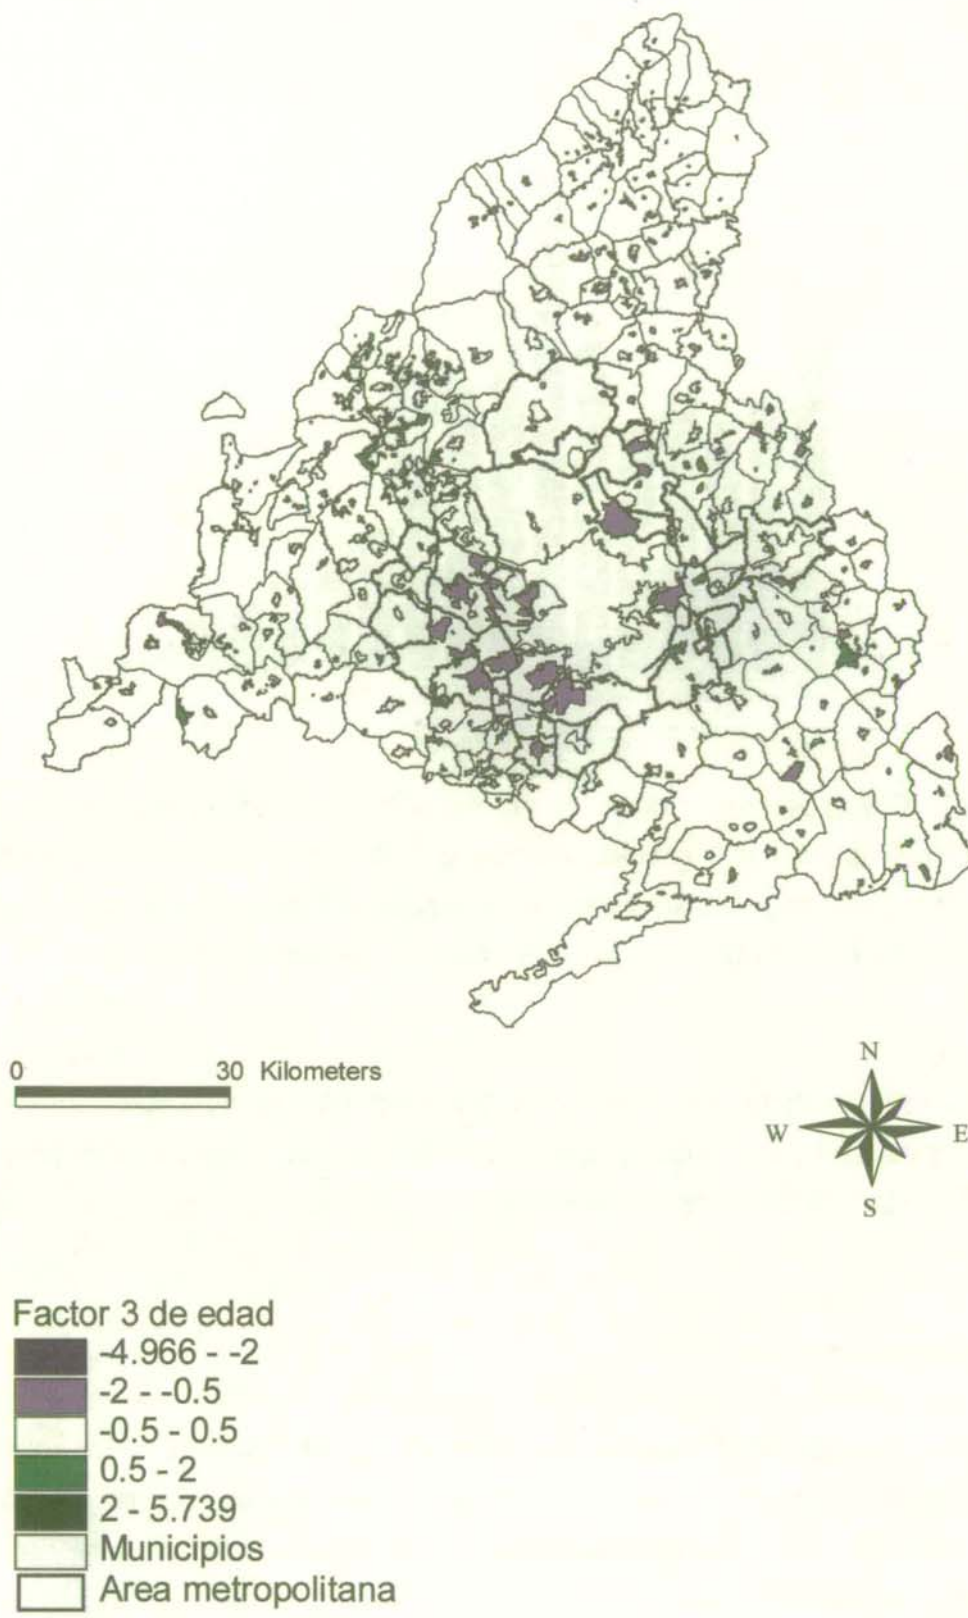 0 30 Kilometers
N
W E
S
Factor 3 de edad
-4.966 - -2
-2 - -0.5
-0.5 - 0.5
0.5 - 2
2 - 5.739
Municipios
Area metropolitana